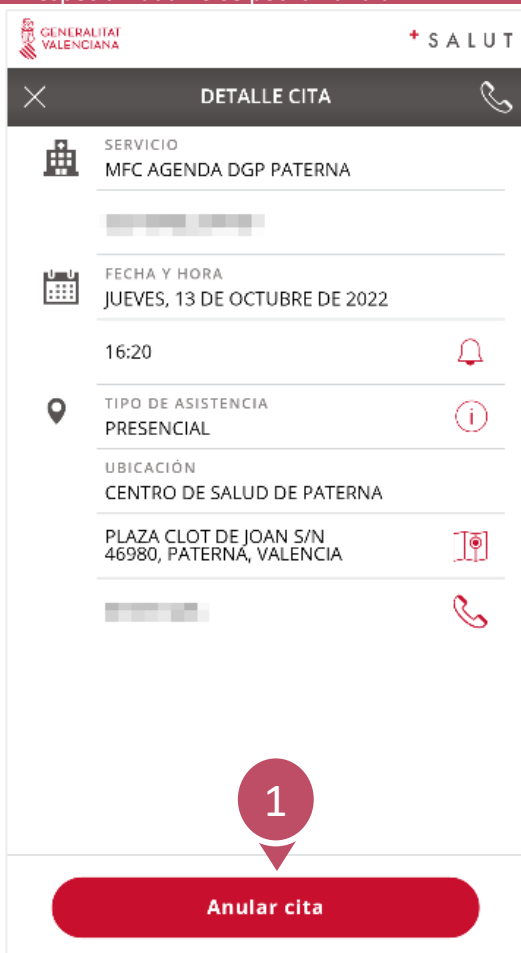 GENERALITAT
VALENCIANA
+ SALUT
DETALLE CITA
SERVICIO
MFC AGENDA DGP PATERNA
FECHA Y HORA
JUEVES, 13 DE OCTUBRE DE 2022
16:20
TIPO DE ASISTENCIA
PRESENCIAL
i
UBICACIÓN
CENTRO DE SALUD DE PATERNA
PLAZA CLOT DE JOAN S/N
46980, PATERNA, VALENCIA
1
Anular cita